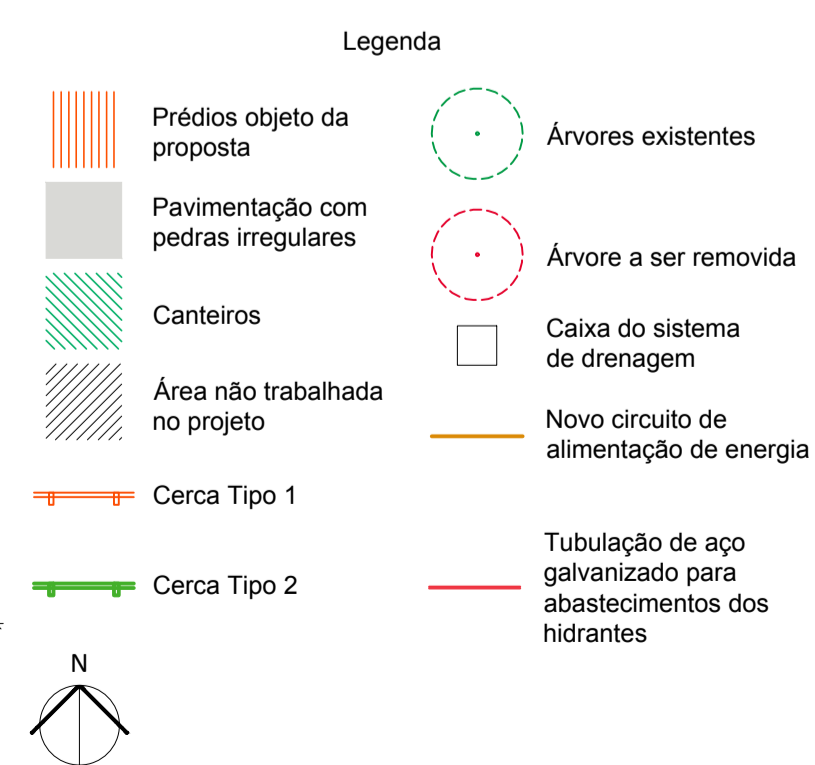 Legenda
Prédios objeto da
proposta
Pavimentação com
pedras irregulares
Canteiros
Área não trabalhada
no projeto
Cerca Tipo 1
Cerca Tipo 2
N
Árvores existentes
Árvore a ser removida
Caixa do sistema
de drenagem
Novo circuito de
alimentação de energia
Tubulação de aço
galvanizado para
abastecimentos dos
hidrantes